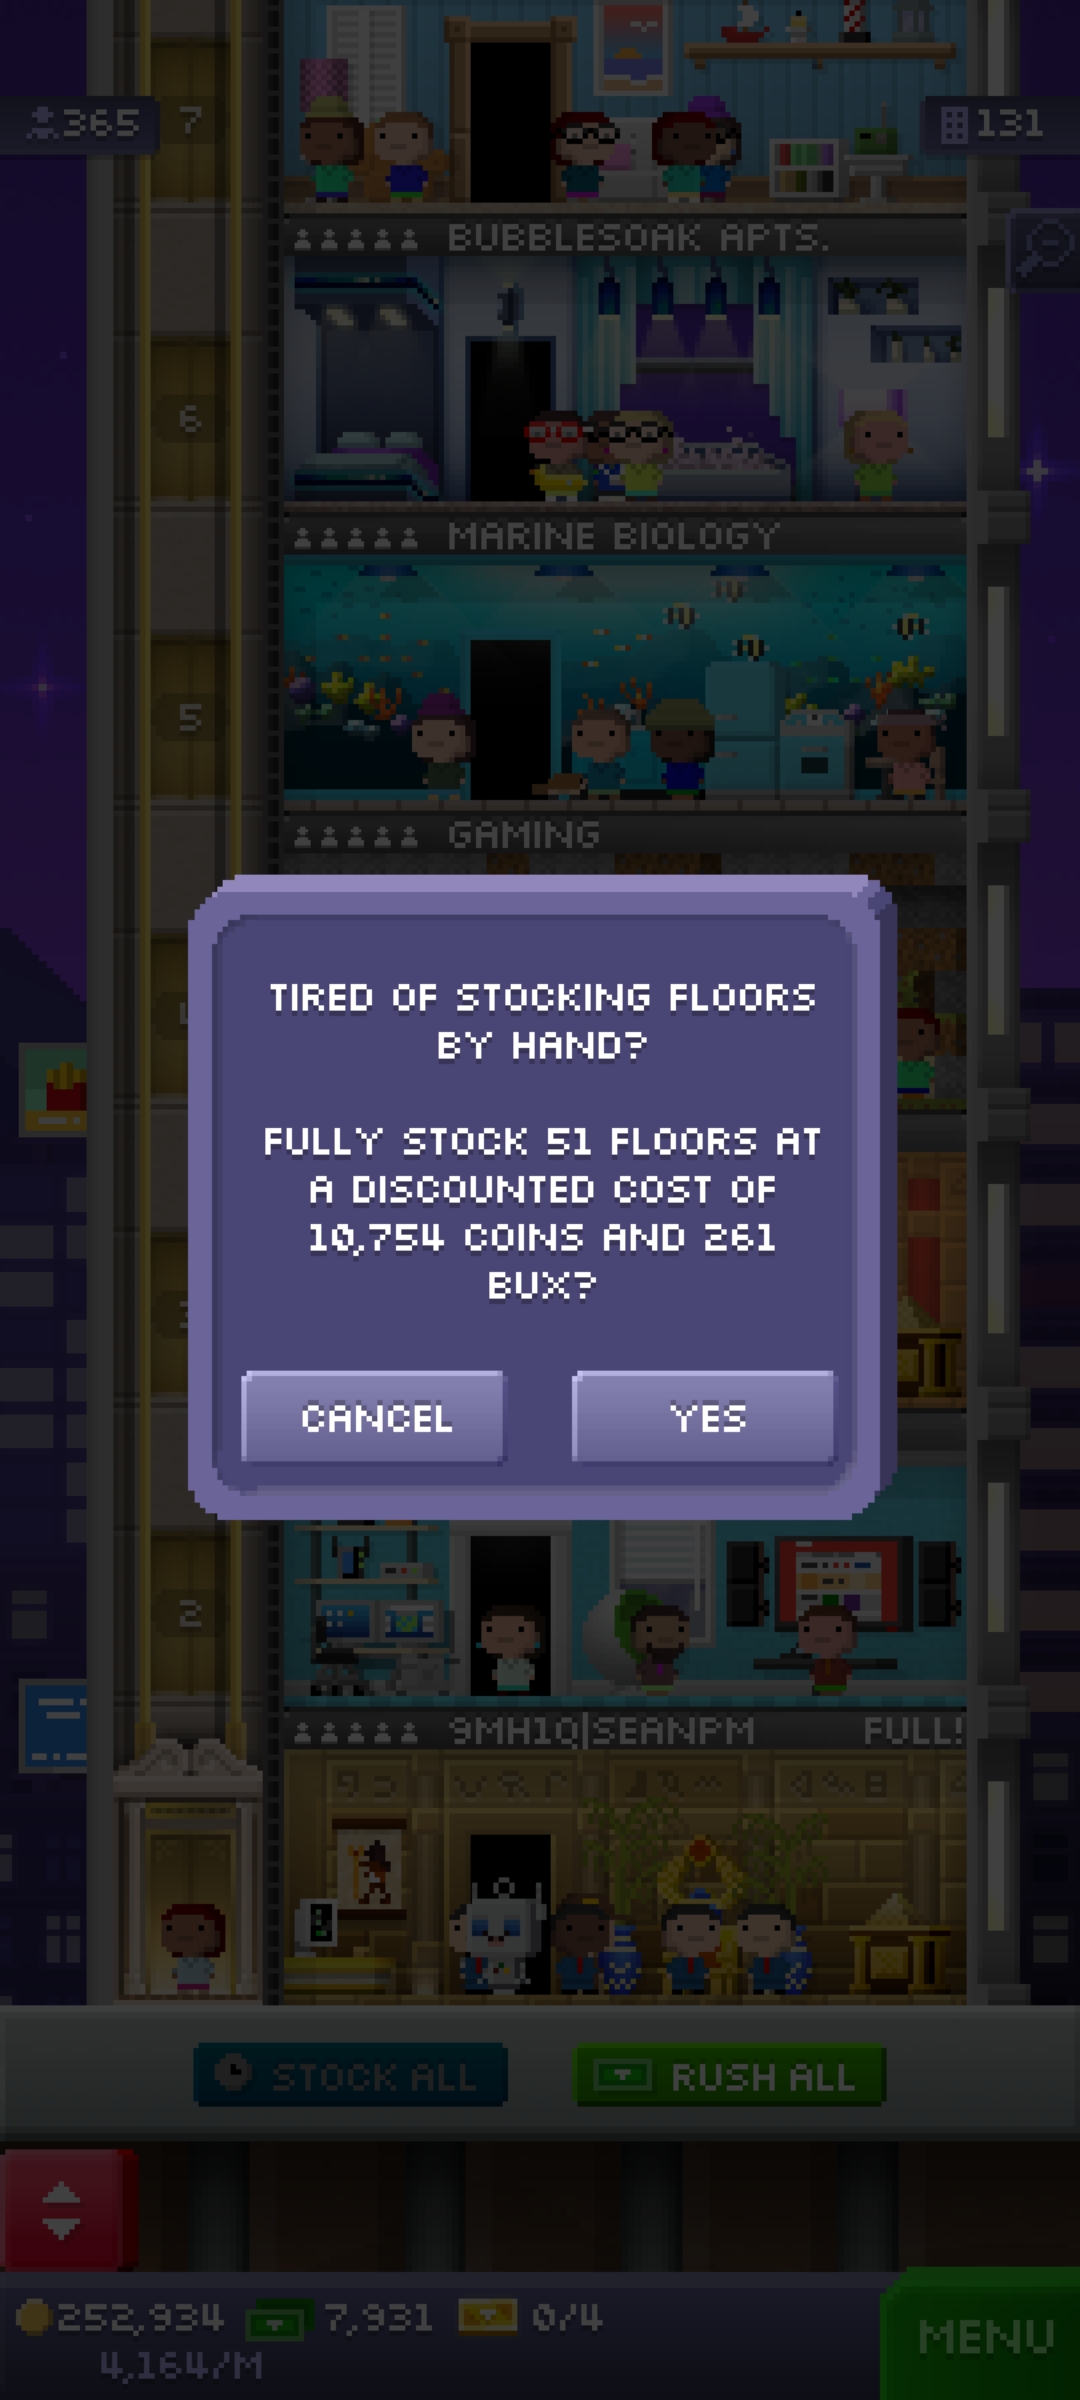 365
7
131
BUBBLESOAK APTS.
6
MARINE BIOLOGY
5
GAMING
TIRED OF STOCKING FLOORS
BY HAND?
FULLY STOCK 51 FLOORS AT
A DISCOUNTED COST OF
10,754 COINS AND 261
BUX?
CANCEL
YES
2
9MH1Q|SEANPM
FULL!
STOCK ALL
RUSH ALL
252,934
7,931
0/4
4,164/M
MENU